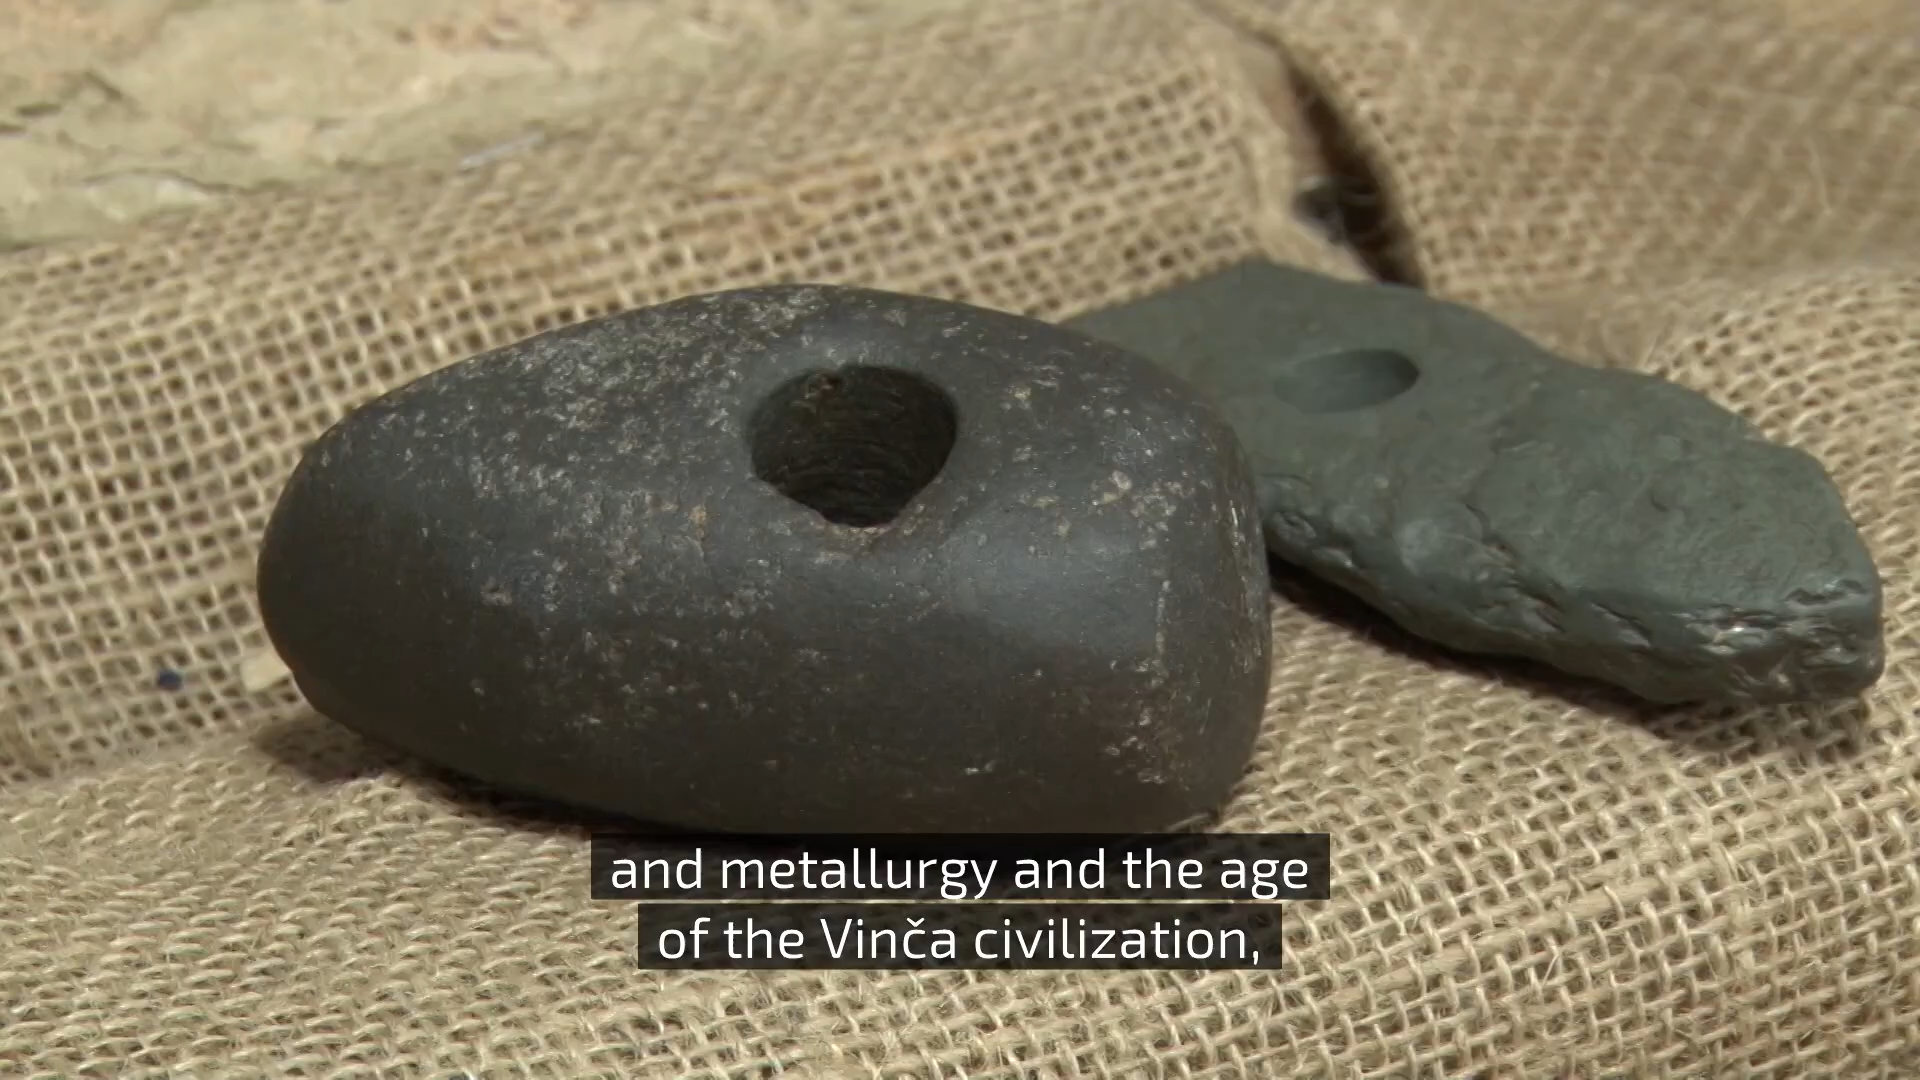 and metallurgy and the age
of the Vinča civilization,